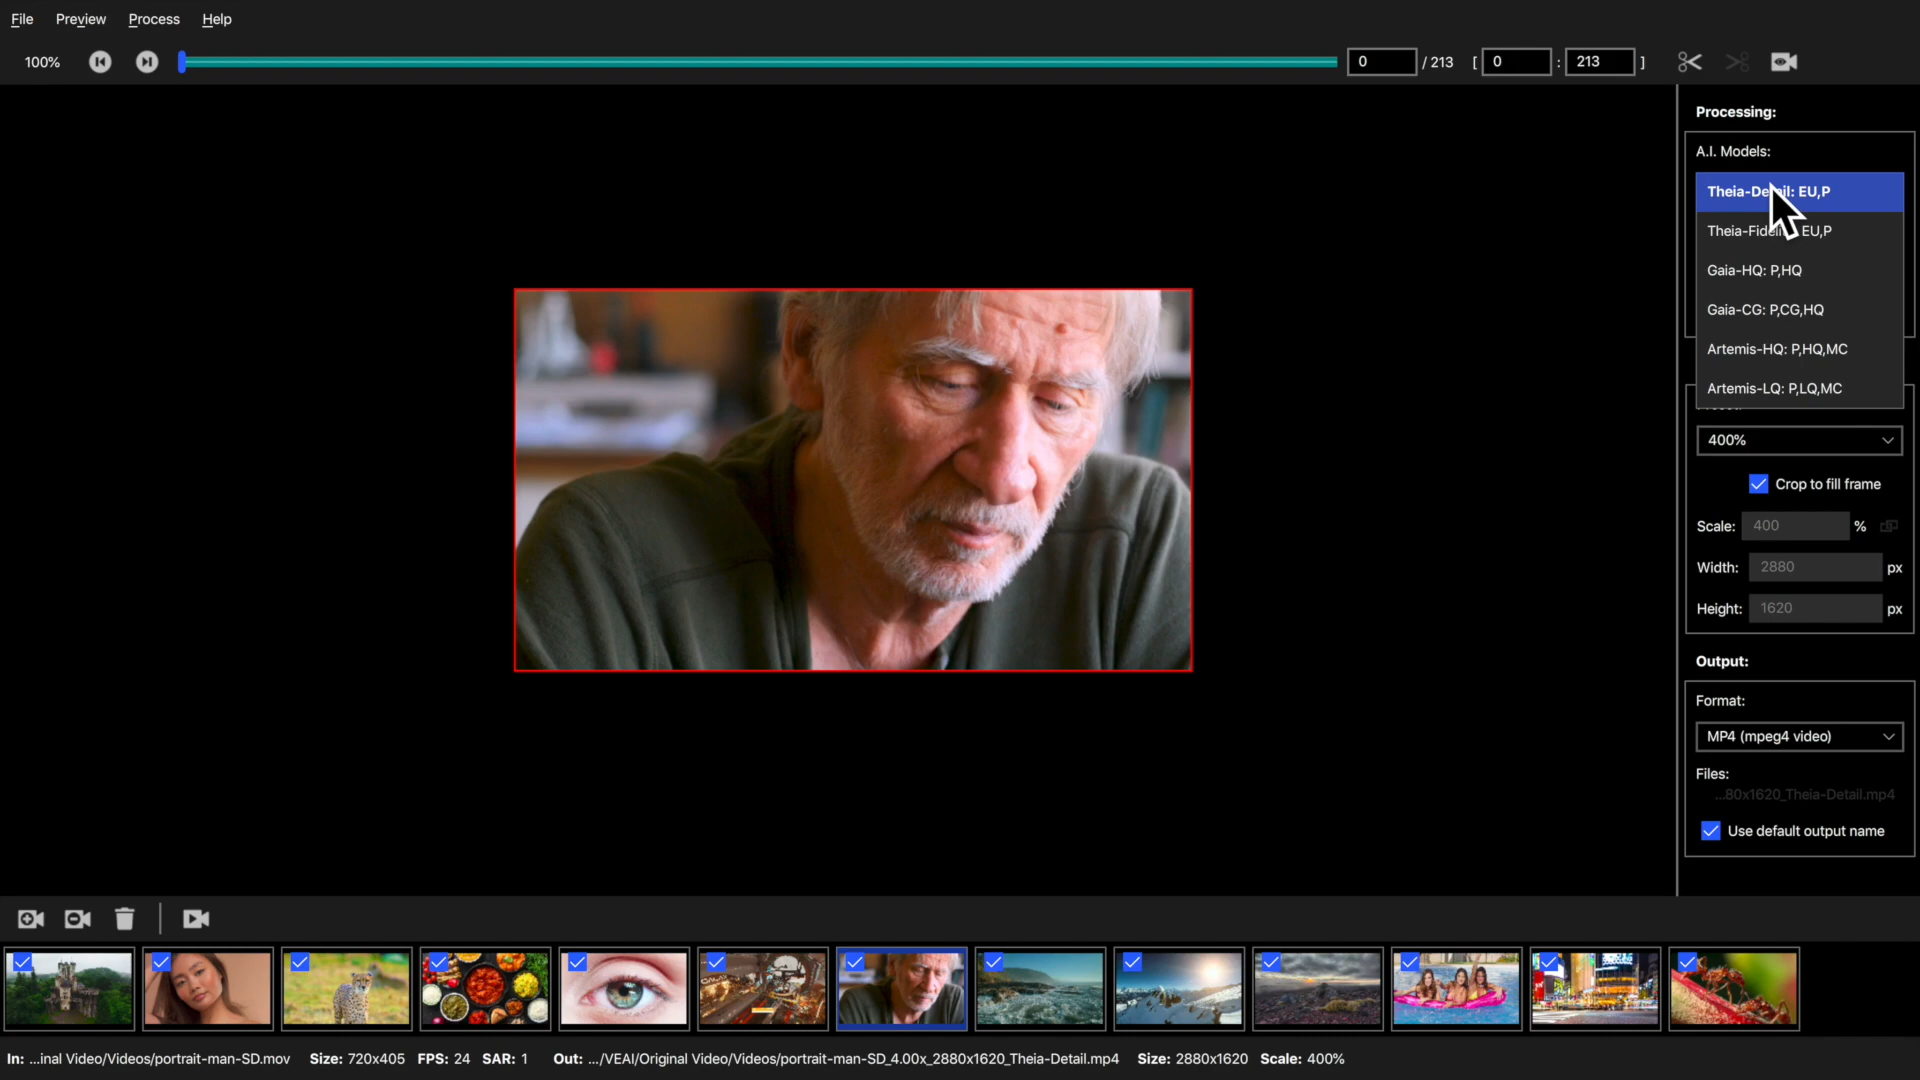 File Preview Process Help
100% 0 / 213 [ 0 : 213 ]
Processing:
A.I. Models:
Theia-Detail: EU,P
EU,P
Gaia-HQ: P,HQ
Gaia-CG: P,CG,HQ
Artemis-HQ: P,HQ,MC
Artemis-LQ: P,LQ,MC
400%
Crop to fill frame
Scale: 400 %
Width: 2880 px
Height: 1620 px
Output:
Format:
MP4 (mpeg4 video)
Files:
...80x1620_Theia-Detail.mp4
Use default output name
In: ...inal Video/Videos/portrait-man-SD.mov Size: 720x405 FPS: 24 SAR: 1 Out: .../VEAI/Original Video/Videos/portrait-man-SD_4.00x_2880x1620_Theia-Detail.mp4 Size: 2880x1620 Scale: 400%